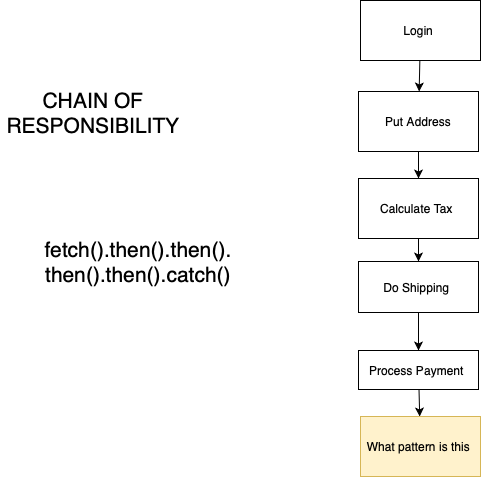 CHAIN OF
RESPONSIBILITY
fetch().then().then().
then().then().catch()
Login
Put Address
Calculate Tax
Do Shipping
Process Payment
What pattern is this